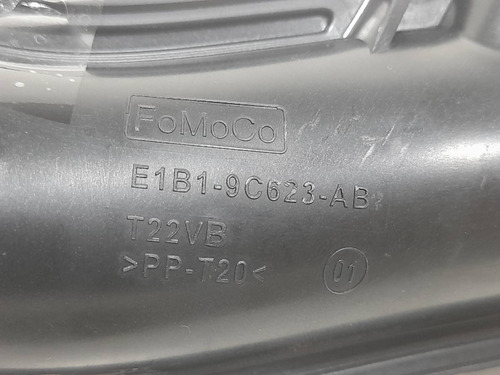 FoMoCo
E1B1-9C623-AB
T22VB
>PP-T20< 01